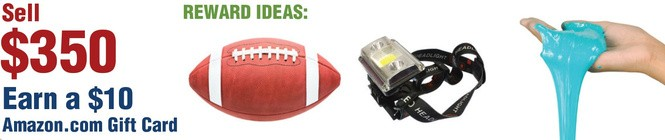 Sell
$350
Earn a $10
Amazon.com Gift Card
REWARD IDEAS: